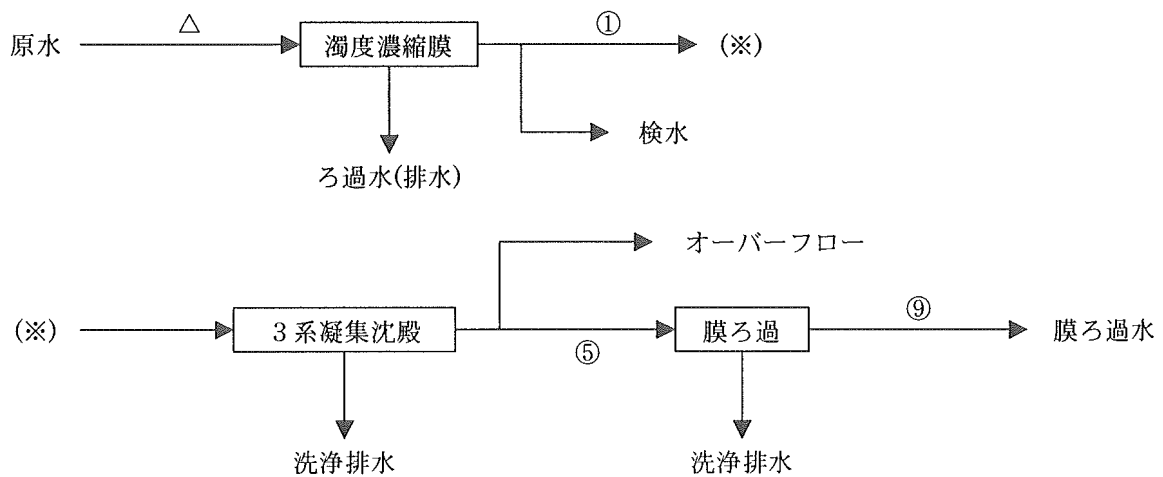 △
①
原水
濁度濃縮膜
(※)
検水
ろ過水(排水)
オーバーフロー
⑨
(※)
3系凝集沈殿
膜ろ過
膜ろ過水
⑤
洗浄排水
洗浄排水